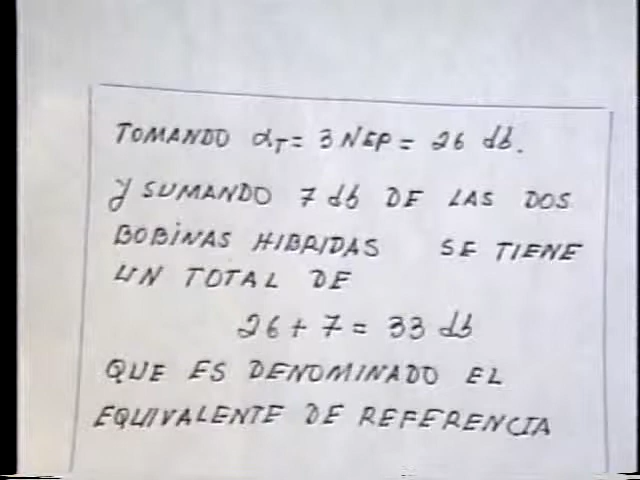 TOMANDO αT = 3 NEP = 26 db.
Y SUMANDO 7 db DE LAS DOS
BOBINAS HIBRIDAS SE TIENE
UN TOTAL DE
26 + 7 = 33 db
QUE ES DENOMINADO EL
EQUIVALENTE DE REFERENCIA